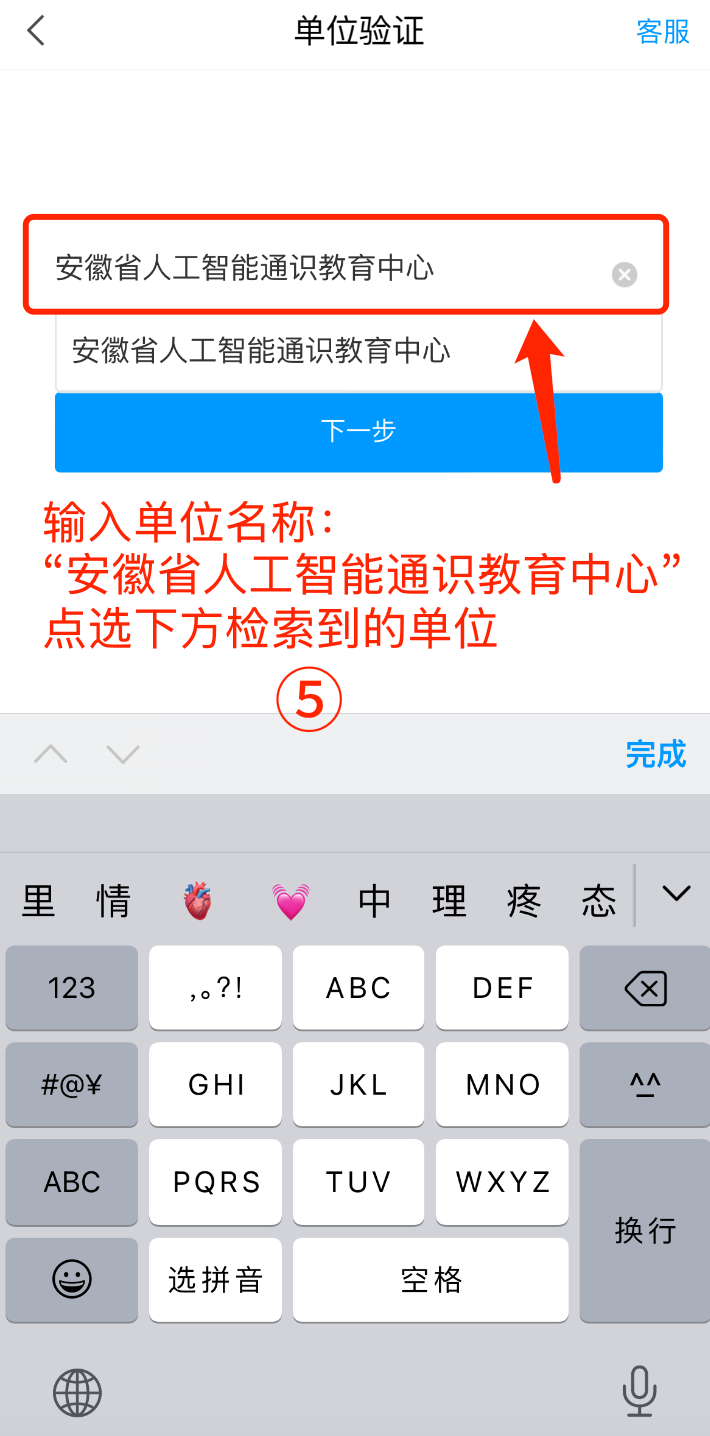 单位验证
客服
安徽省人工智能通识教育中心
安徽省人工智能通识教育中心
下一步
输入单位名称：
“安徽省人工智能通识教育中心”
点选下方检索到的单位
⑤
完成
里 情 中 理 疼 态
123 ,。?! ABC DEF
#@¥ GHI JKL MNO ^^
ABC PQRS TUV WXYZ
换行
选拼音 空格